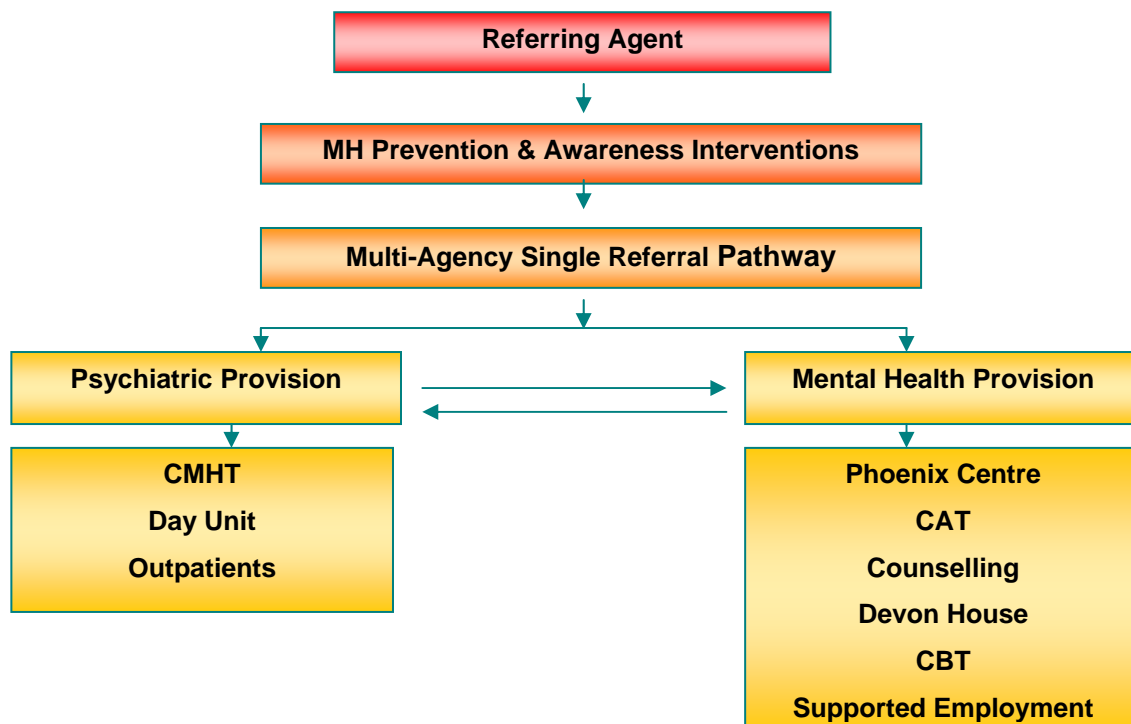 Referring Agent
MH Prevention & Awareness Interventions
Multi-Agency Single Referral Pathway
Psychiatric Provision
Mental Health Provision
CMHT
Day Unit
Outpatients
Phoenix Centre
CAT
Counselling
Devon House
CBT
Supported Employment